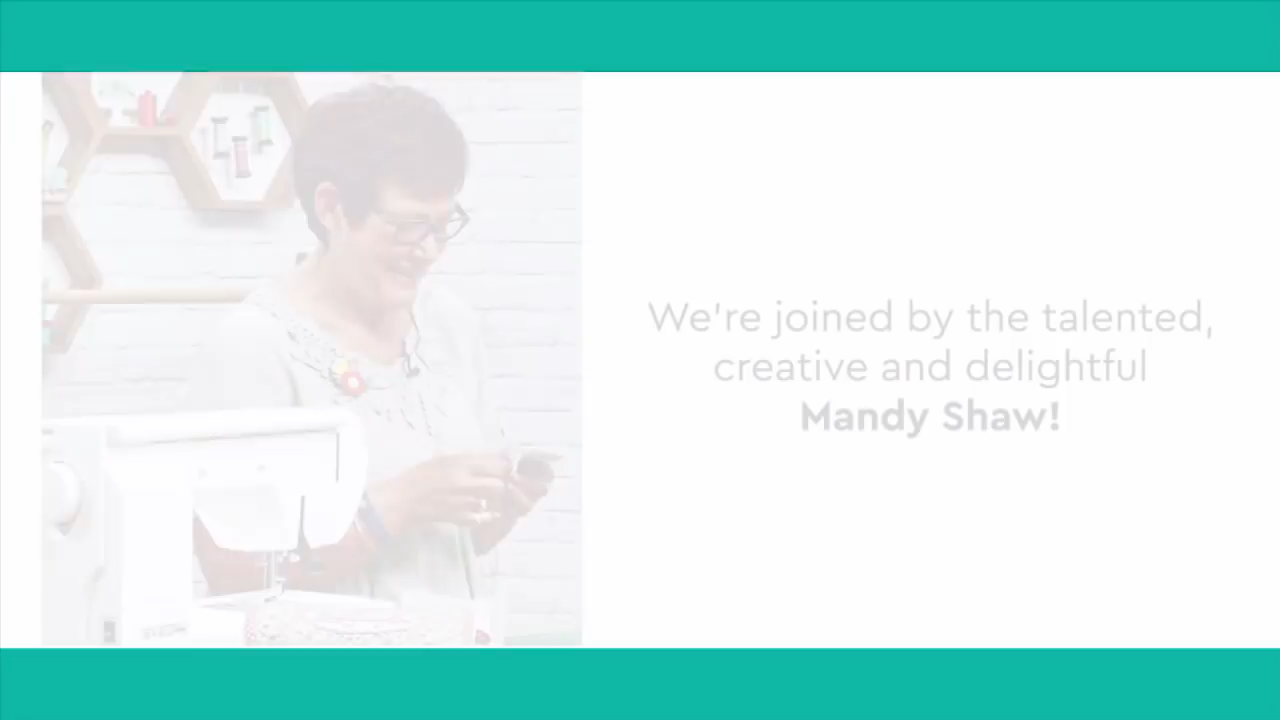 We're joined by the talented,
creative and delightful
Mandy Shaw!